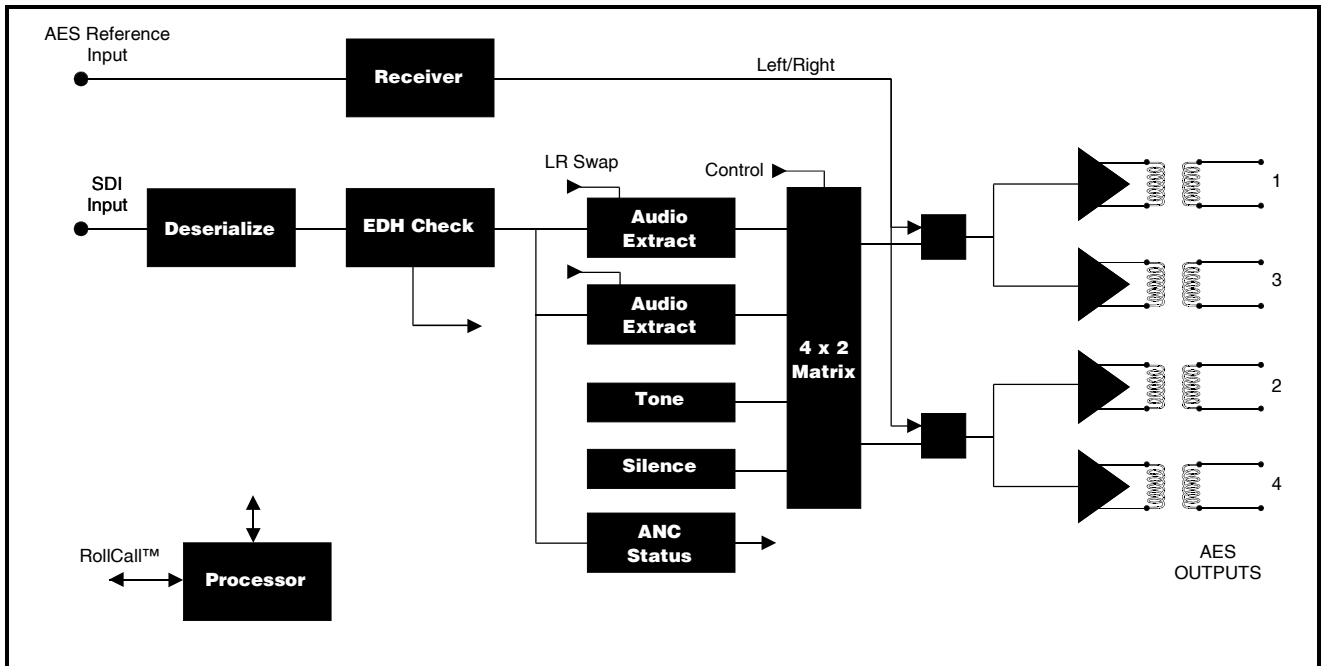 AES Reference
Input
Receiver
Left/Right
SDI
Input
Deserialize
EDH Check
LR Swap
Audio
Extract
Control
Audio
Extract
4 x 2
Matrix
Tone
Silence
ANC
Status
RollCall™
Processor
1
3
2
4
AES
OUTPUTS